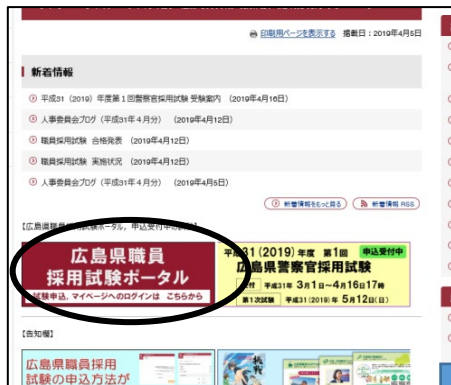 印刷用ページを表示する 掲載日：2019年4月5日
新着情報
平成31（2019）年度第1回警察官採用試験 受験案内 （2019年4月16日）
人事委員会ブログ（平成31年４月分） （2019年4月12日）
職員採用試験 合格発表 （2019年4月12日）
職員採用試験 実施状況 （2019年4月12日）
人事委員会ブログ（平成31年４月分） （2019年4月5日）
新着情報をもっと見る 新着情報 RSS
広島県職員
採用試験ポータル
試験申込、マイページへのログインは こちらから
平成31(2019)年度 第1回 申込受付中
広島県警察官採用試験
受付 平成31年 3月1日～4月16日17時
第1次試験 平成31(2019)年 5月12日(日)
【告知欄】
広島県職員採用
試験の申込方法が